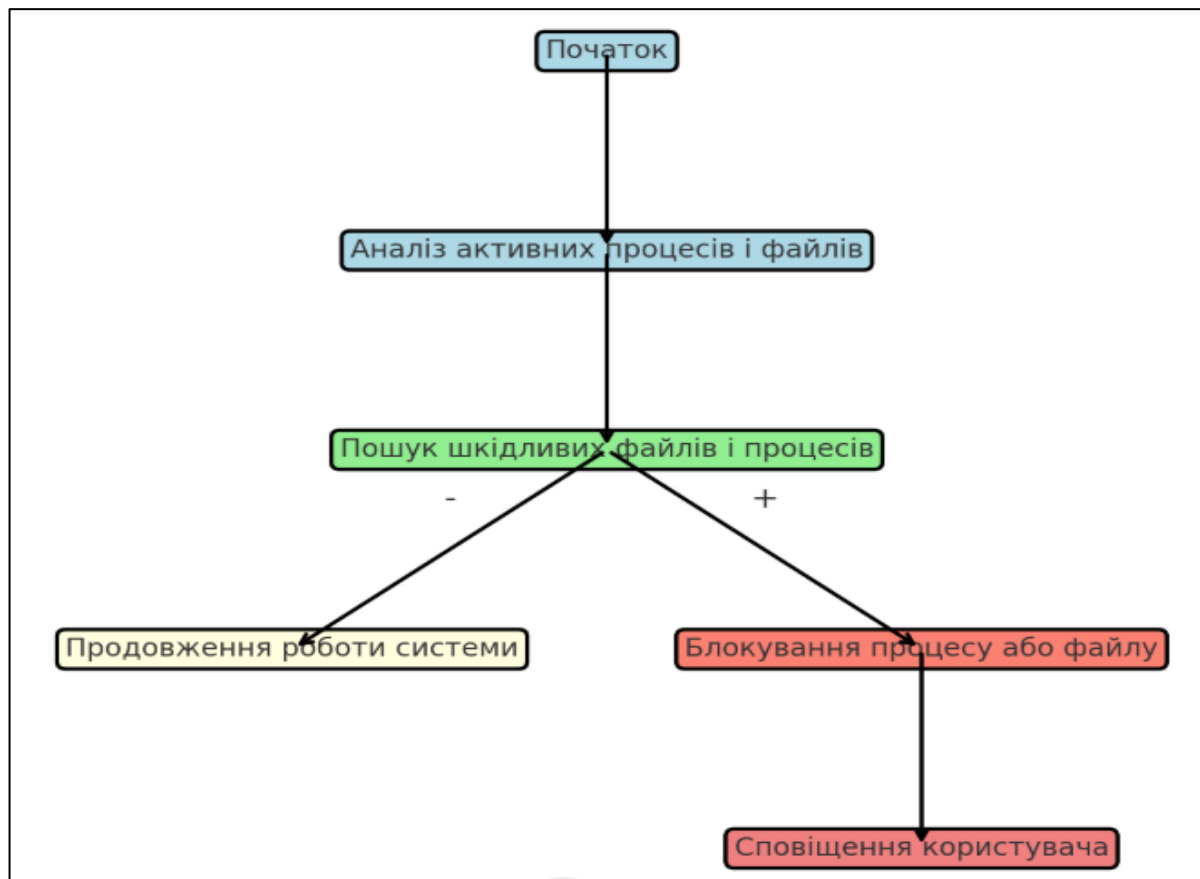 Початок
Аналіз активних процесів і файлів
Пошук шкідливих файлів і процесів
- +
Продовження роботи системи
Блокування процесу або файлу
Сповіщення користувача